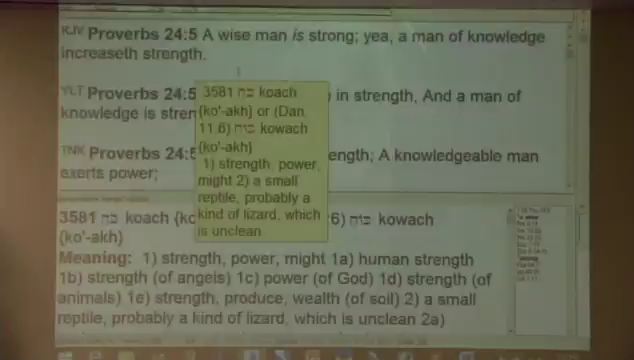 KJV Proverbs 24:5 A wise man is strong; yea, a man of knowledge
increaseth strength.
YLT Proverbs 24:5
in strength, And a man of
knowledge is stren
TNK Proverbs 24:5
ength; A knowledgeable man
exerts power;
3581 כח koach
{ko'-akh} or (Dan
11.6) כוח kowach
{ko'-akh}
1) strength, power,
might 2) a small
reptile, probably a
kind of lizard, which
is unclean
3581 כח koach {ko
6) כוח kowach
{ko'-akh}
Meaning: 1) strength, power, might 1a) human strength
1b) strength (of angels) 1c) power (of God) 1d) strength (of
animals) 1e) strength, produce, wealth (of soil) 2) a small
reptile, probably a kind of lizard, which is unclean 2a)